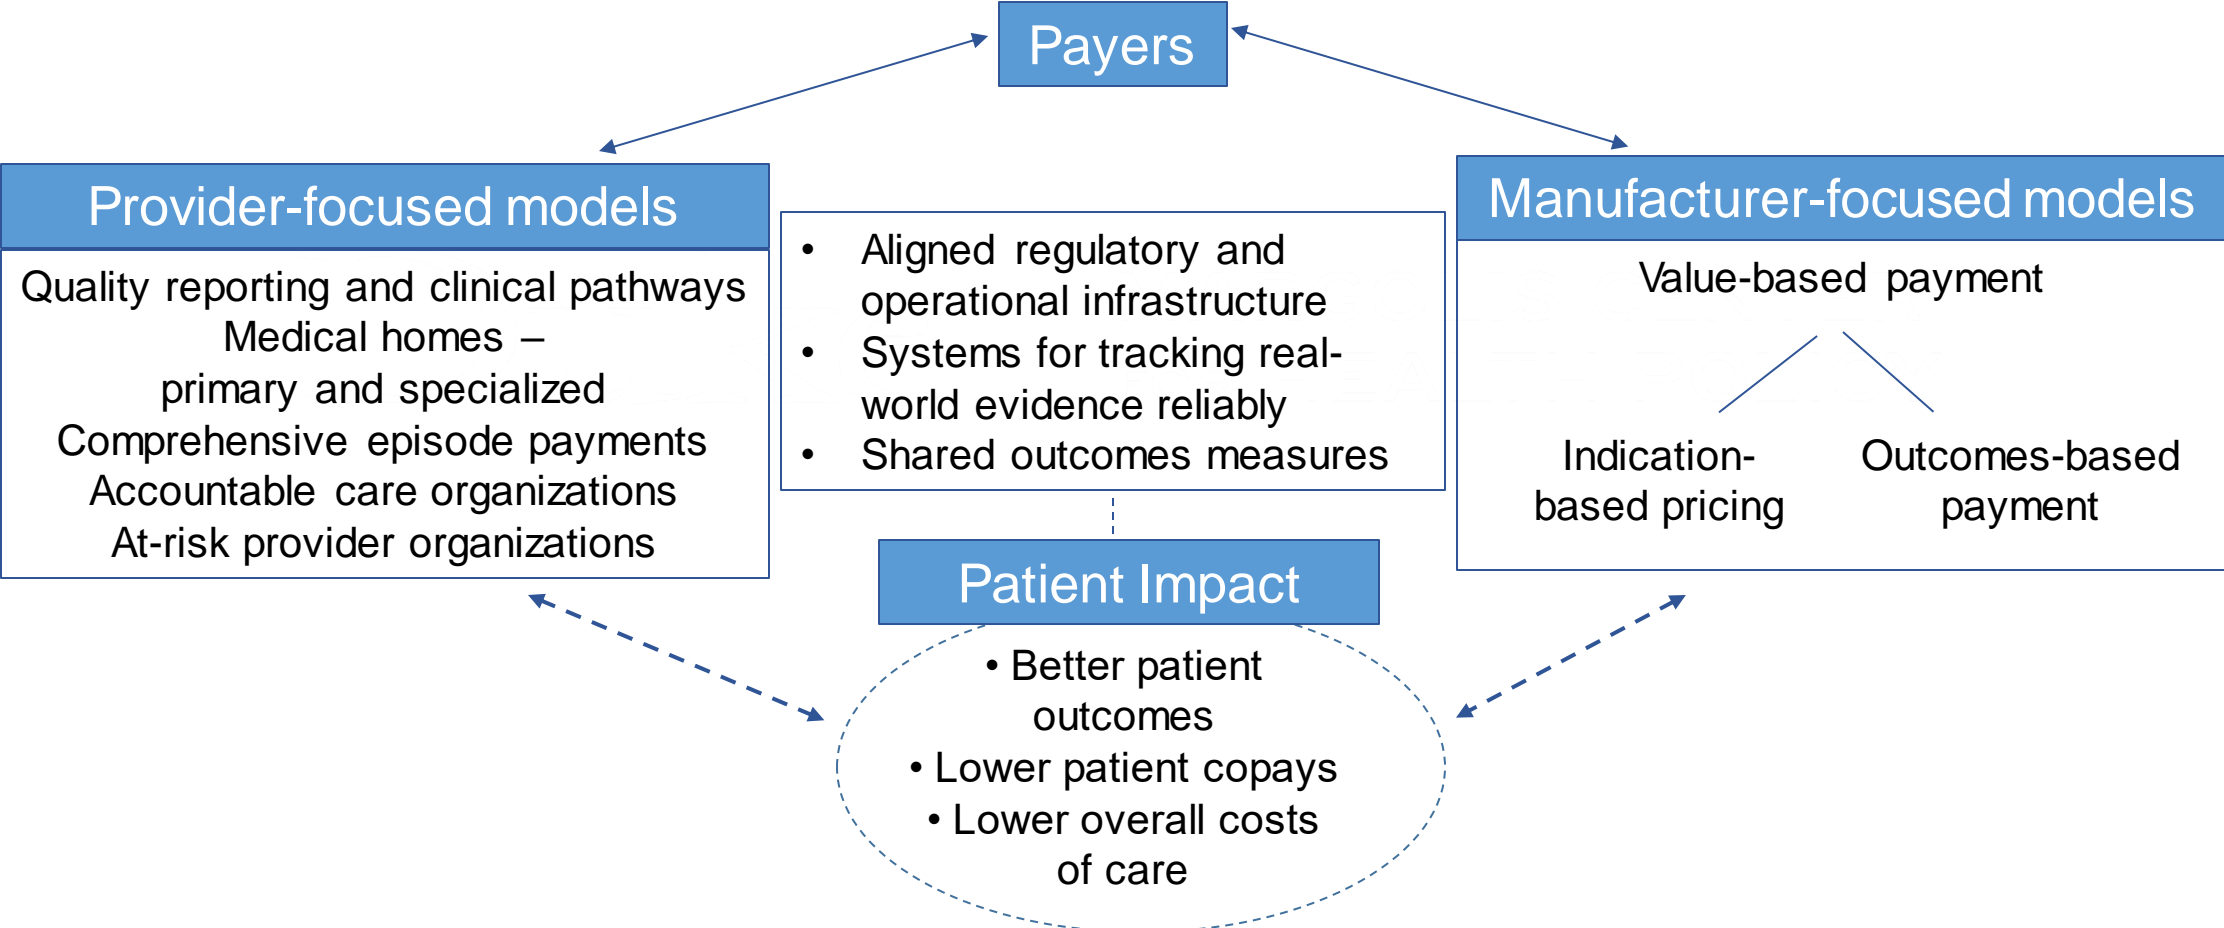 Payers
Provider-focused models
Quality reporting and clinical pathways
Medical homes –
primary and specialized
Comprehensive episode payments
Accountable care organizations
At-risk provider organizations
• Aligned regulatory and
operational infrastructure
• Systems for tracking real-
world evidence reliably
• Shared outcomes measures
Manufacturer-focused models
Value-based payment
Indication-
based pricing
Outcomes-based
payment
Patient Impact
• Better patient
outcomes
• Lower patient copays
• Lower overall costs
of care